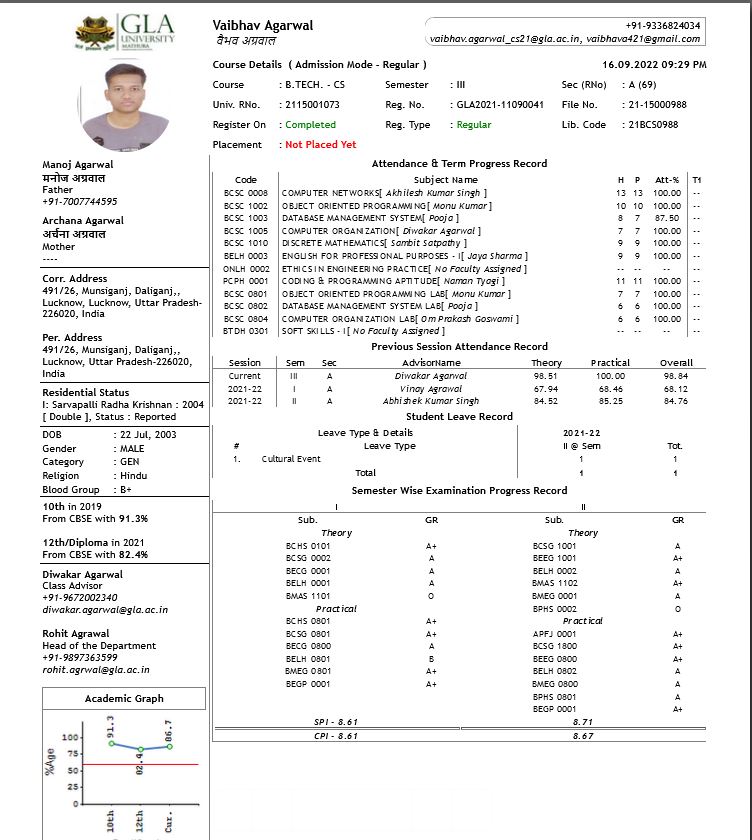 GLA
UNIVERSITY
MATHURA
Vaibhav Agarwal
वैभव अग्रवाल
+91-9336824034
vaibhav.agarwal_cs21@gla.ac.in, vaibhava421@gmail.com
Course Details ( Admission Mode - Regular ) 16.09.2022 09:29 PM
Course : B.TECH. - CS Semester : III Sec (RNo) : A (69)
Univ. RNo. : 2115001073 Reg. No. : GLA2021-11090041 File No. : 21-15000988
Register On : Completed Reg. Type : Regular Lib. Code : 21BCS0988
Placement : Not Placed Yet
Manoj Agarwal
मनोज अग्रवाल
Father
+91-7007744595
Archana Agarwal
अर्चना अग्रवाल
Mother
----
Corr. Address
491/26, Munsiganj, Daliganj,,
Lucknow, Lucknow, Uttar Pradesh-
226020, India
Per. Address
491/26, Munsiganj, Daliganj,,
Lucknow, Uttar Pradesh-226020,
India
Residential Status
I: Sarvapalli Radha Krishnan : 2004
[ Double ], Status : Reported
DOB : 22 Jul, 2003
Gender : MALE
Category : GEN
Religion : Hindu
Blood Group : B+
10th in 2019
From CBSE with 91.3%
12th/Diploma in 2021
From CBSE with 82.4%
Diwakar Agarwal
Class Advisor
+91-9672002340
diwakar.agarwal@gla.ac.in
Rohit Agrawal
Head of the Department
+91-9897363599
rohit.agrwal@gla.ac.in
Academic Graph
%Age
100
75
50
25
0
91.3
82.4
86.7
10th
12th
Cur.
Attendance & Term Progress Record
Code Subject Name H P Att-% T1
BCSC 0008 COMPUTER NETWORKS[ Akhilesh Kumar Singh ] 13 13 100.00 --
BCSC 1002 OBJECT ORIENTED PROGRAMMING[ Monu Kumar ] 10 10 100.00 --
BCSC 1003 DATABASE MANAGEMENT SYSTEM[ Pooja ] 8 7 87.50 --
BCSC 1005 COMPUTER ORGANIZATION[ Diwakar Agarwal ] 7 7 100.00 --
BCSC 1010 DISCRETE MATHEMATICS[ Sambit Satpathy ] 9 9 100.00 --
BELH 0003 ENGLISH FOR PROFESSIONAL PURPOSES - I[ Jaya Sharma ] 9 9 100.00 --
ONLH 0002 ETHICS IN ENGINEERING PRACTICE[ No Faculty Assigned ] -- -- -- --
PCPH 0001 CODING & PROGRAMMING APTITUDE[ Naman Tyagi ] 11 11 100.00 --
BCSC 0801 OBJECT ORIENTED PROGRAMMING LAB[ Monu Kumar ] 7 7 100.00 --
BCSC 0802 DATABASE MANAGEMENT SYSTEM LAB[ Pooja ] 6 6 100.00 --
BCSC 0804 COMPUTER ORGANIZATION LAB[ Om Prakash Goswami ] 6 6 100.00 --
BTDH 0301 SOFT SKILLS - I[ No Faculty Assigned ] -- -- -- --
Previous Session Attendance Record
Session Sem Sec AdvisorName Theory Practical Overall
Current III A Diwakar Agarwal 98.51 100.00 98.84
2021-22 I A Vinay Agrawal 67.94 68.46 68.12
2021-22 II A Abhishek Kumar Singh 84.52 85.25 84.76
Student Leave Record
Leave Type & Details 2021-22
# Leave Type II @ Sem Tot.
1. Cultural Event 1 1
Total 1 1
Semester Wise Examination Progress Record
I II
Sub. GR Sub. GR
Theory Theory
BCHS 0101 A+ BCSG 1001 A
BCSG 0002 A BEEG 1001 A+
BECG 0001 A BELH 0002 A
BELH 0001 A BMAS 1102 A+
BMAS 1101 O BMEG 0001 A
Practical BPHS 0002 O
BCHS 0801 A+ Practical
BCSG 0801 A+ APFJ 0001 A+
BECG 0800 A BCSG 1800 A+
BELH 0801 B BEEG 0800 A+
BMEG 0801 A+ BELH 0802 A
BEGP 0001 A+ BMEG 0800 A+
BPHS 0801 A
BEGP 0001 A+
SPI - 8.61 8.71
CPI - 8.61 8.67